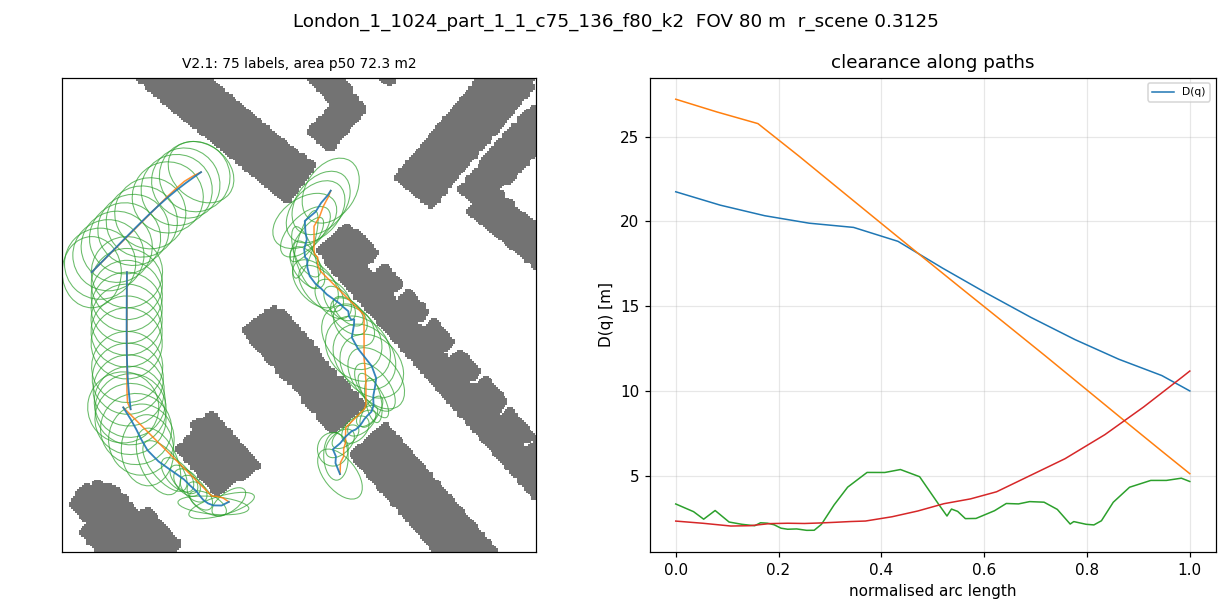 London_1_1024_part_1_1_c75_136_f80_k2 FOV 80 m r_scene 0.3125
V2.1: 75 labels, area p50 72.3 m2
clearance along paths
D(q)
D(q) [m]
25
20
15
10
5
0.0 0.2 0.4 0.6 0.8 1.0
normalised arc length